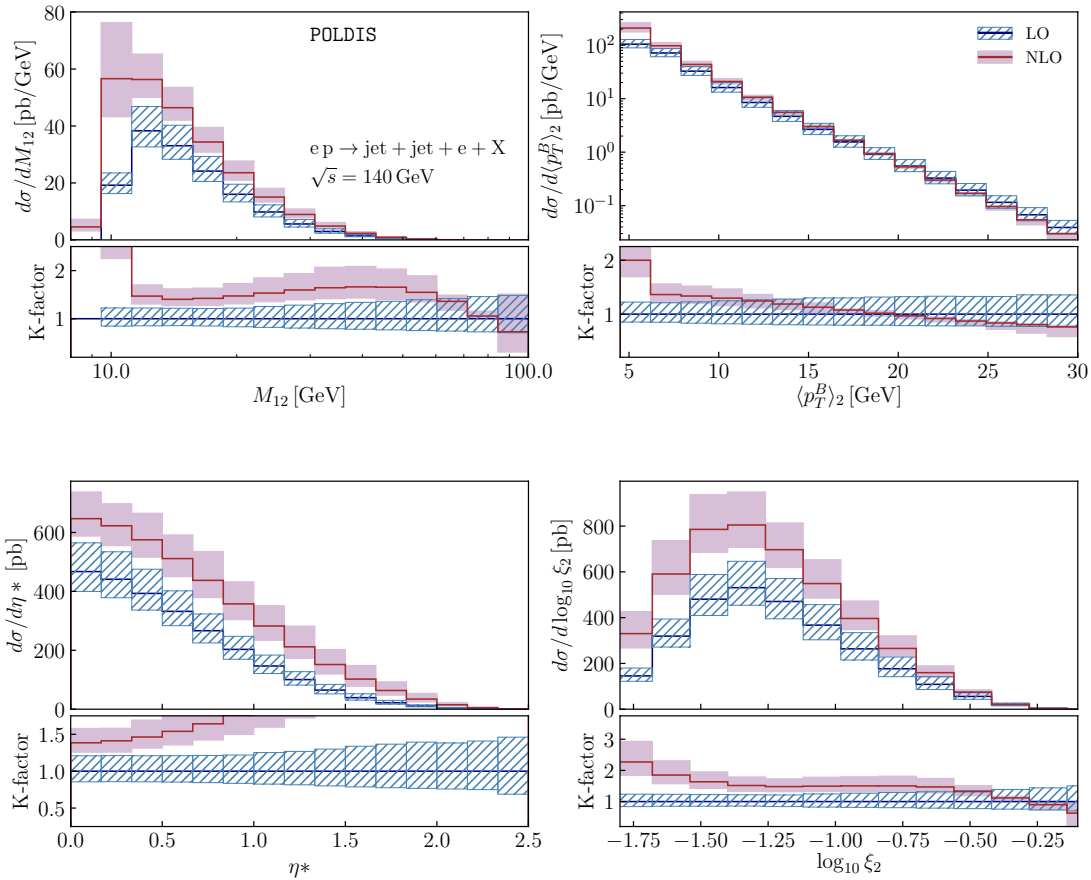 80
60
40
20
0
dσ/dM₁₂ [pb/GeV]
POLDIS
e p → jet + jet + e + X
√s = 140 GeV
2
1
K-factor
10.0
100.0
M₁₂ [GeV]
10²
10¹
10⁰
10⁻¹
dσ/d⟨p_T^B⟩₂ [pb/GeV]
LO
NLO
2
1
K-factor
5
10
15
20
25
30
⟨p_T^B⟩₂ [GeV]
600
400
200
0
dσ/dη* [pb]
1.5
1.0
0.5
K-factor
0.0
0.5
1.0
1.5
2.0
2.5
η*
800
600
400
200
0
dσ/d log₁₀ ξ₂ [pb]
3
2
1
K-factor
−1.75
−1.50
−1.25
−1.00
−0.75
−0.50
−0.25
log₁₀ ξ₂